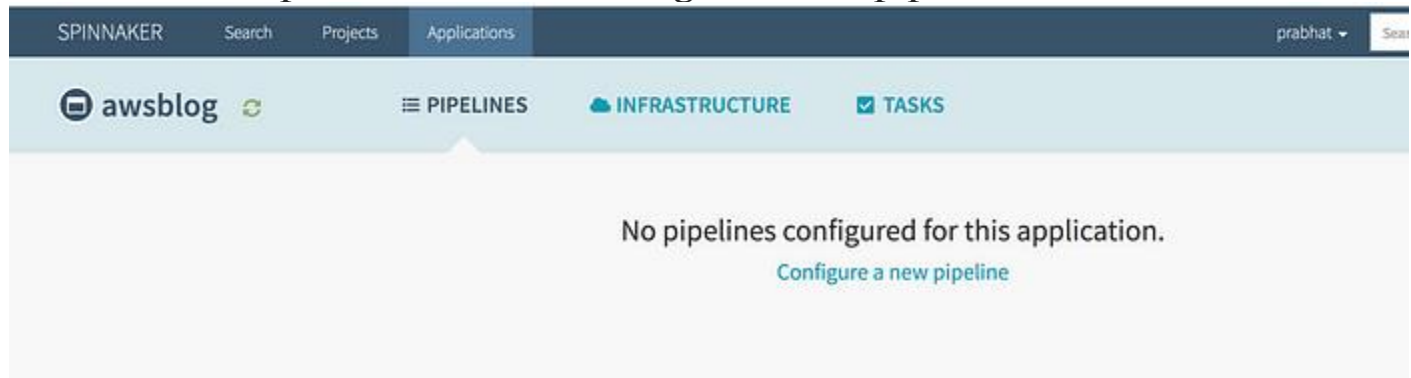 SPINNAKER Search Projects Applications prabhat
awsblog PIPELINES INFRASTRUCTURE TASKS
No pipelines configured for this application.
Configure a new pipeline